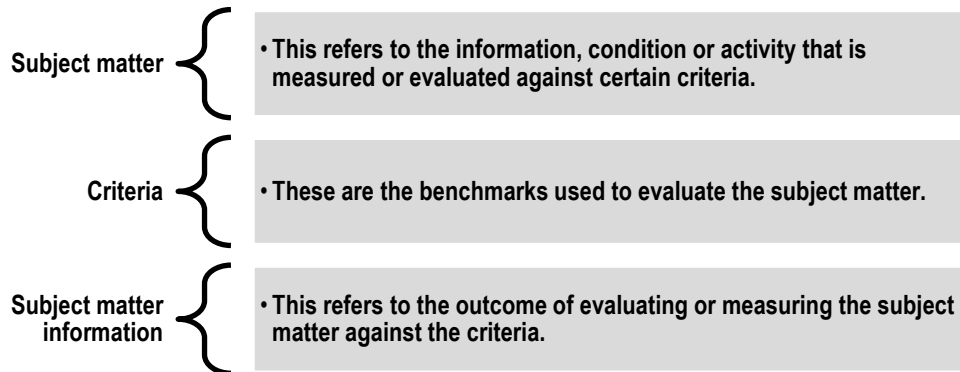 Subject matter
• This refers to the information, condition or activity that is
measured or evaluated against certain criteria.
Criteria
• These are the benchmarks used to evaluate the subject matter.
Subject matter
information
• This refers to the outcome of evaluating or measuring the subject
matter against the criteria.